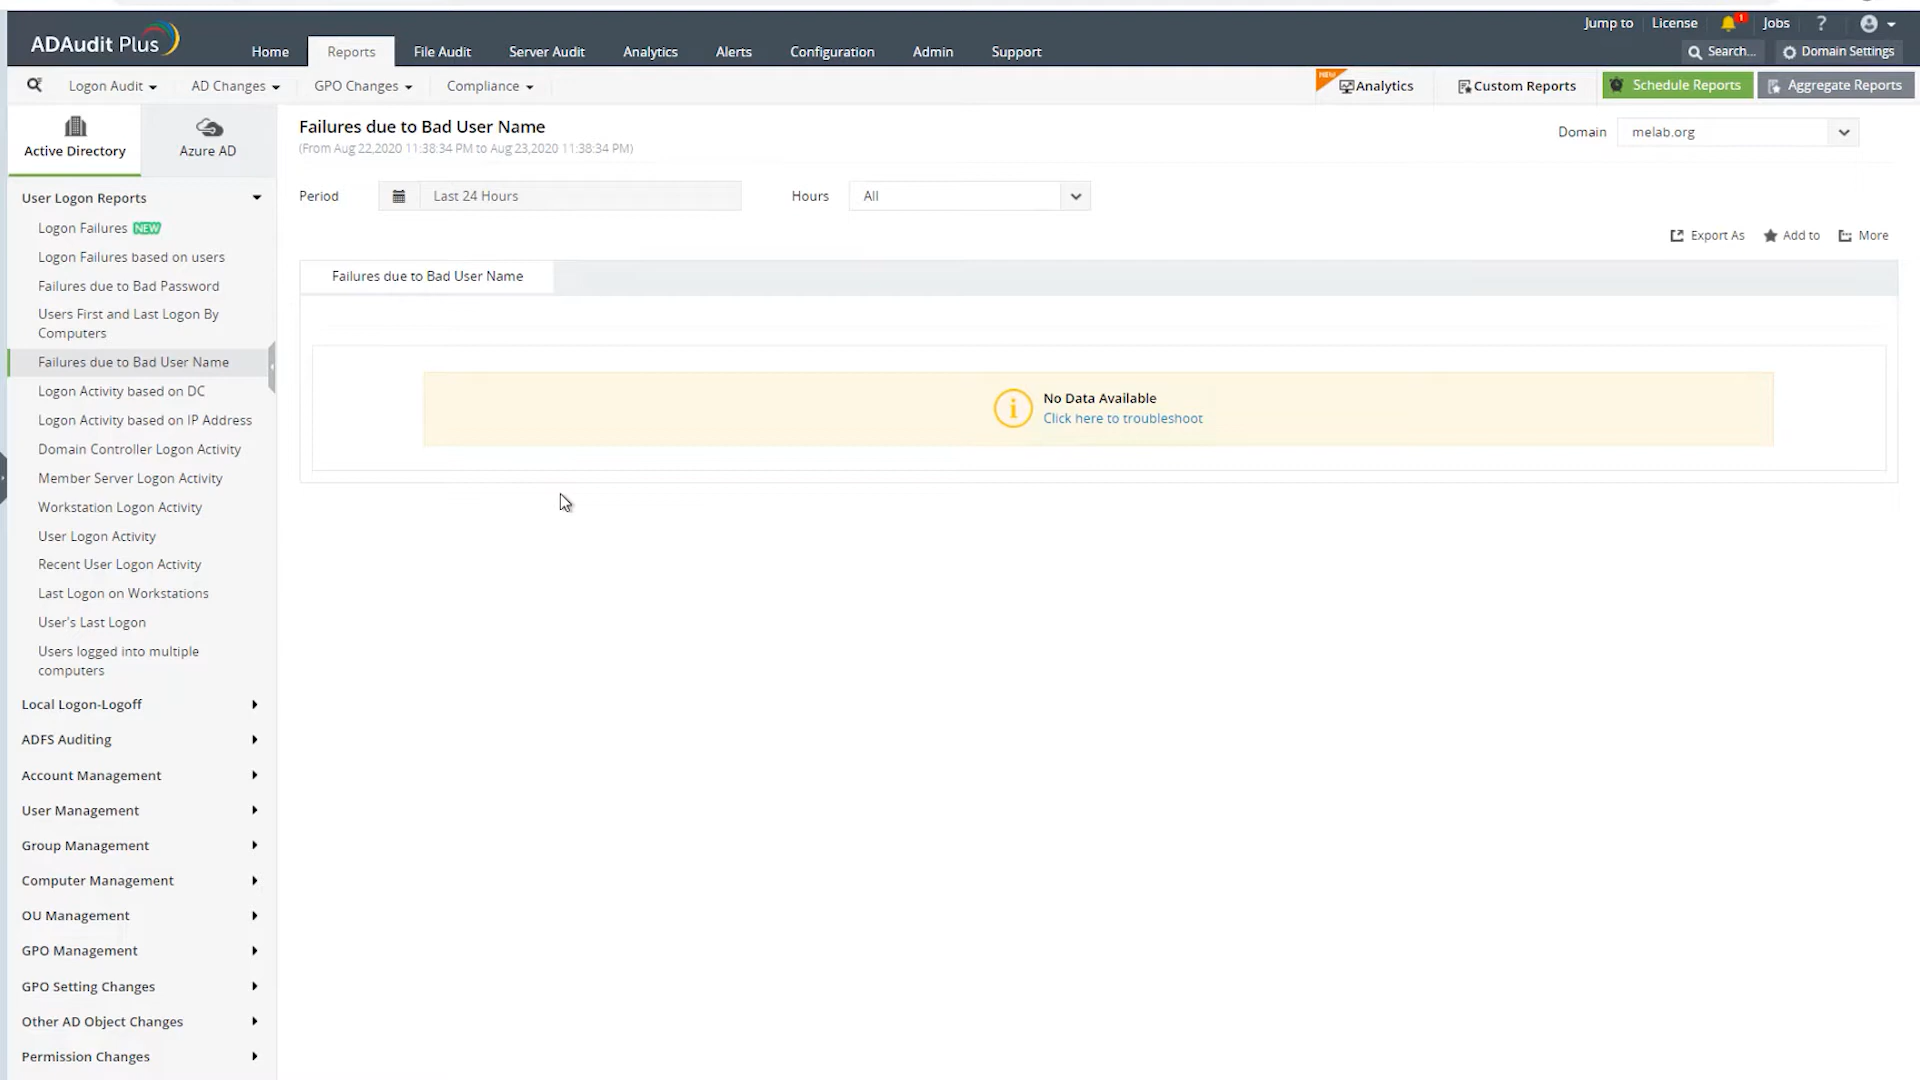 Jump to
License
1
Jobs
?
ADAudit Plus
Home
Reports
File Audit
Server Audit
Analytics
Alerts
Configuration
Admin
Support
Search...
Domain Settings
Logon Audit
AD Changes
GPO Changes
Compliance
NEW
Analytics
Custom Reports
Schedule Reports
Aggregate Reports
Active Directory
Azure AD
User Logon Reports
Logon Failures NEW
Logon Failures based on users
Failures due to Bad Password
Users First and Last Logon By
Computers
Failures due to Bad User Name
Logon Activity based on DC
Logon Activity based on IP Address
Domain Controller Logon Activity
Member Server Logon Activity
Workstation Logon Activity
User Logon Activity
Recent User Logon Activity
Last Logon on Workstations
User's Last Logon
Users logged into multiple
computers
Local Logon-Logoff
ADFS Auditing
Account Management
User Management
Group Management
Computer Management
OU Management
GPO Management
GPO Setting Changes
Other AD Object Changes
Permission Changes
Failures due to Bad User Name
(From Aug 22,2020 11:38:34 PM to Aug 23,2020 11:38:34 PM)
Domain
melab.org
Period
Last 24 Hours
Hours
All
Export As
Add to
More
Failures due to Bad User Name
No Data Available
Click here to troubleshoot